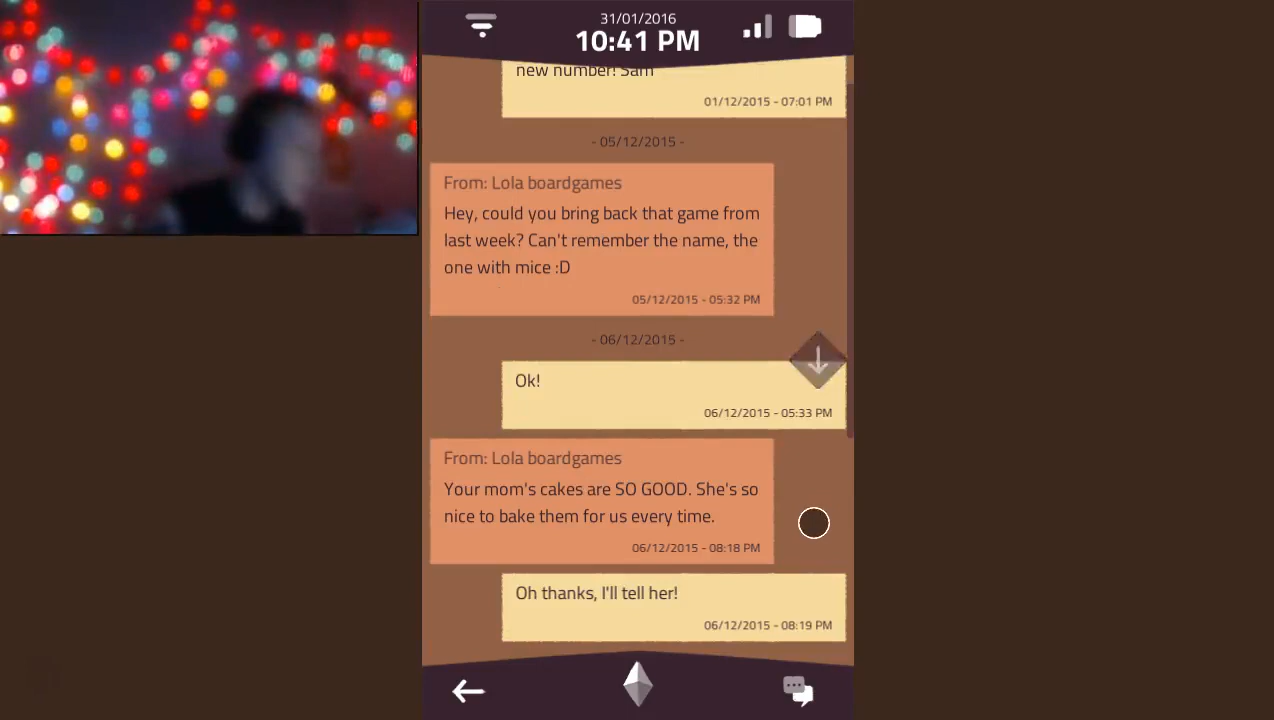 31/01/2016
10:41 PM
new number! Sam
01/12/2015 - 07:01 PM
- 05/12/2015 -
From: Lola boardgames
Hey, could you bring back that game from
last week? Can't remember the name, the
one with mice :D
05/12/2015 - 05:32 PM
- 06/12/2015 -
Ok!
06/12/2015 - 05:33 PM
From: Lola boardgames
Your mom's cakes are SO GOOD. She's so
nice to bake them for us every time.
06/12/2015 - 08:18 PM
Oh thanks, I'll tell her!
06/12/2015 - 08:19 PM